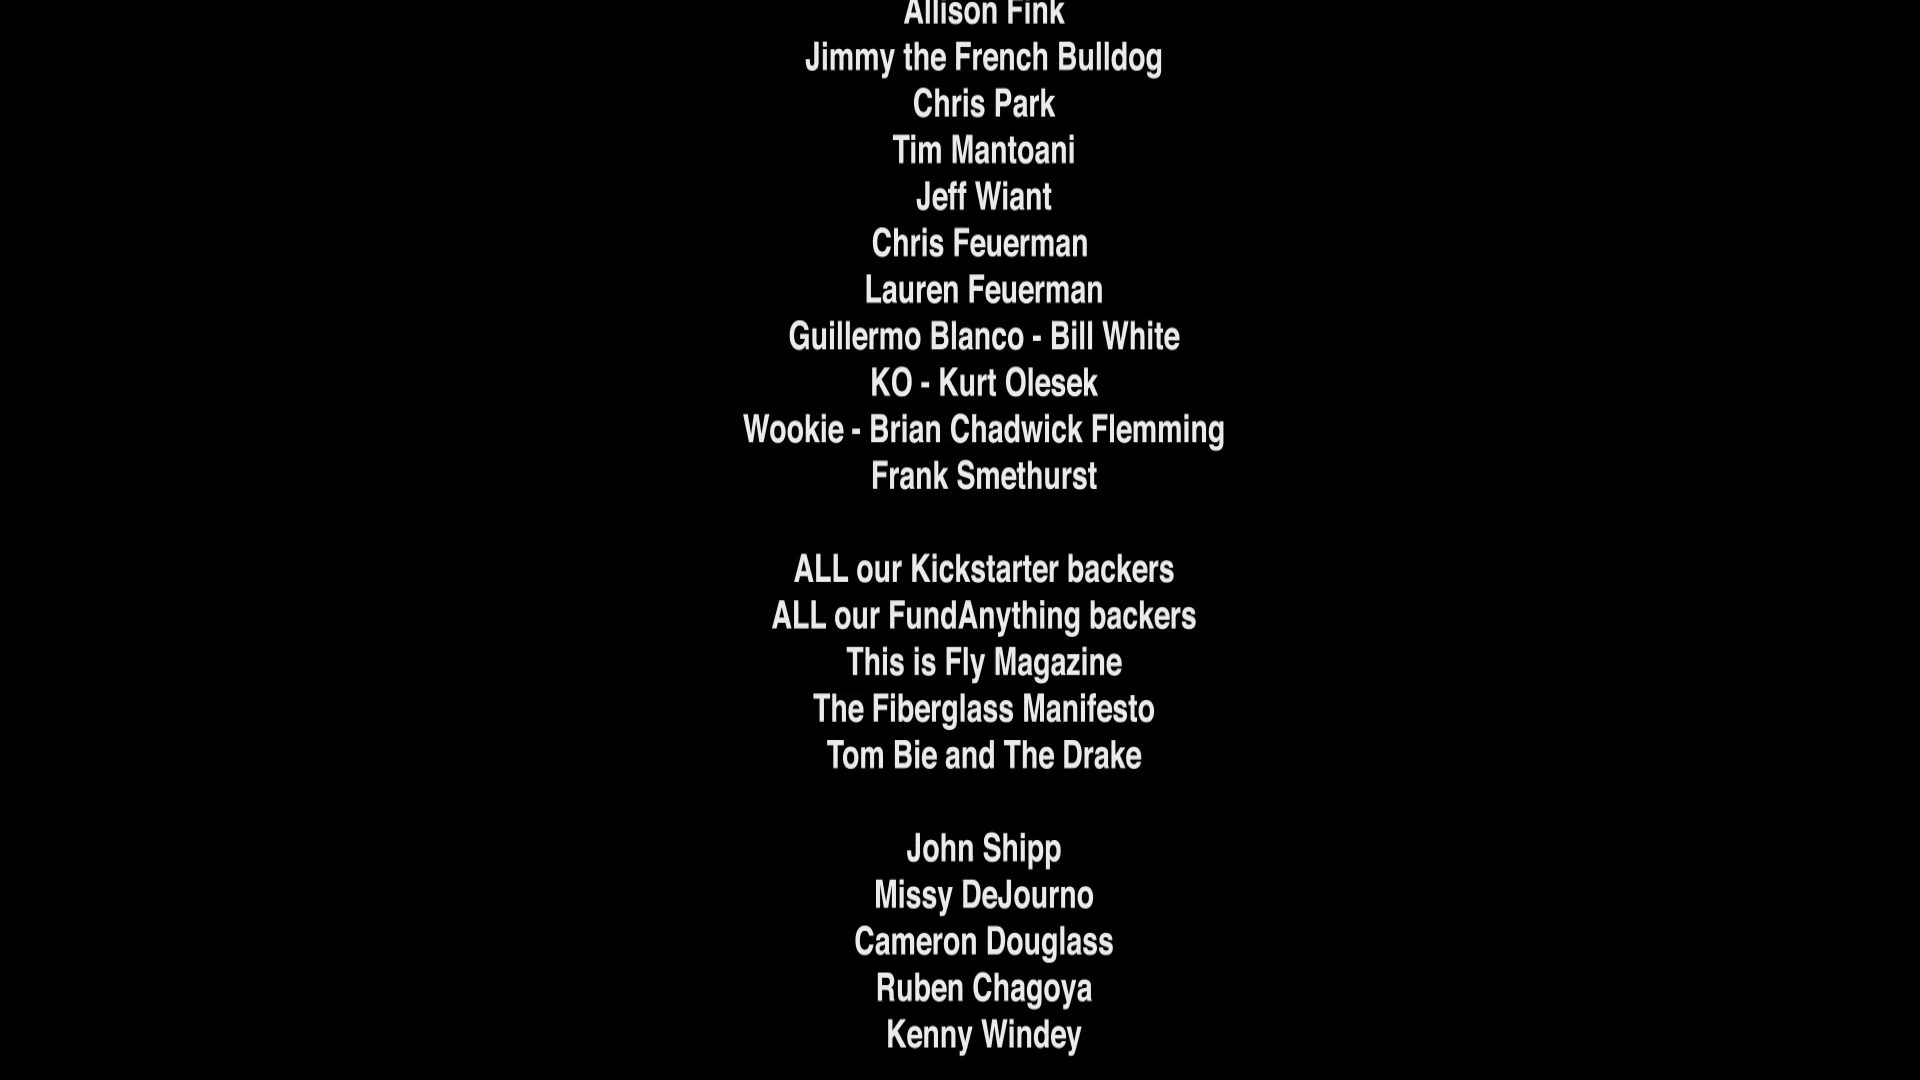 Allison Fink
Jimmy the French Bulldog
Chris Park
Tim Mantoani
Jeff Wiant
Chris Feuerman
Lauren Feuerman
Guillermo Blanco - Bill White
KO - Kurt Olesek
Wookie - Brian Chadwick Flemming
Frank Smethurst
ALL our Kickstarter backers
ALL our FundAnything backers
This is Fly Magazine
The Fiberglass Manifesto
Tom Bie and The Drake
John Shipp
Missy DeJourno
Cameron Douglass
Ruben Chagoya
Kenny Windey